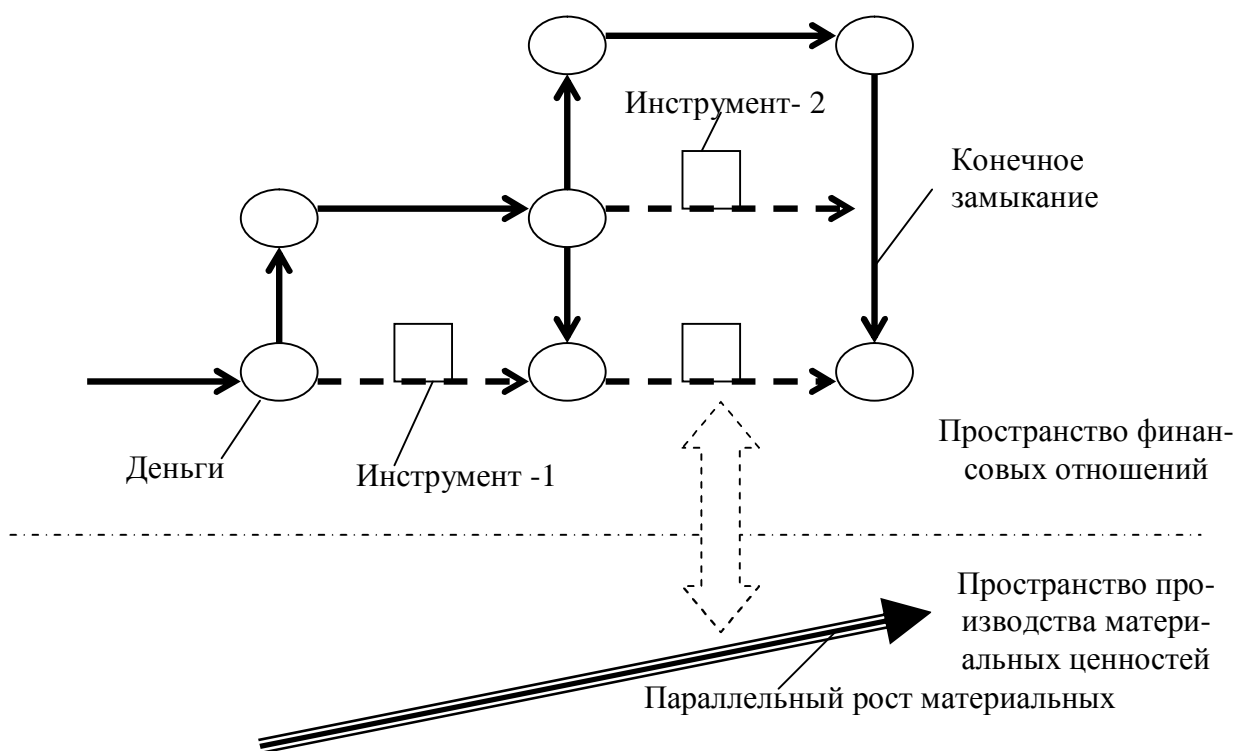 Инструмент- 2
Конечное
замыкание
Деньги
Инструмент -1
Пространство финан-
совых отношений
Пространство про-
изводства матери-
альных ценностей
Параллельный рост материальных